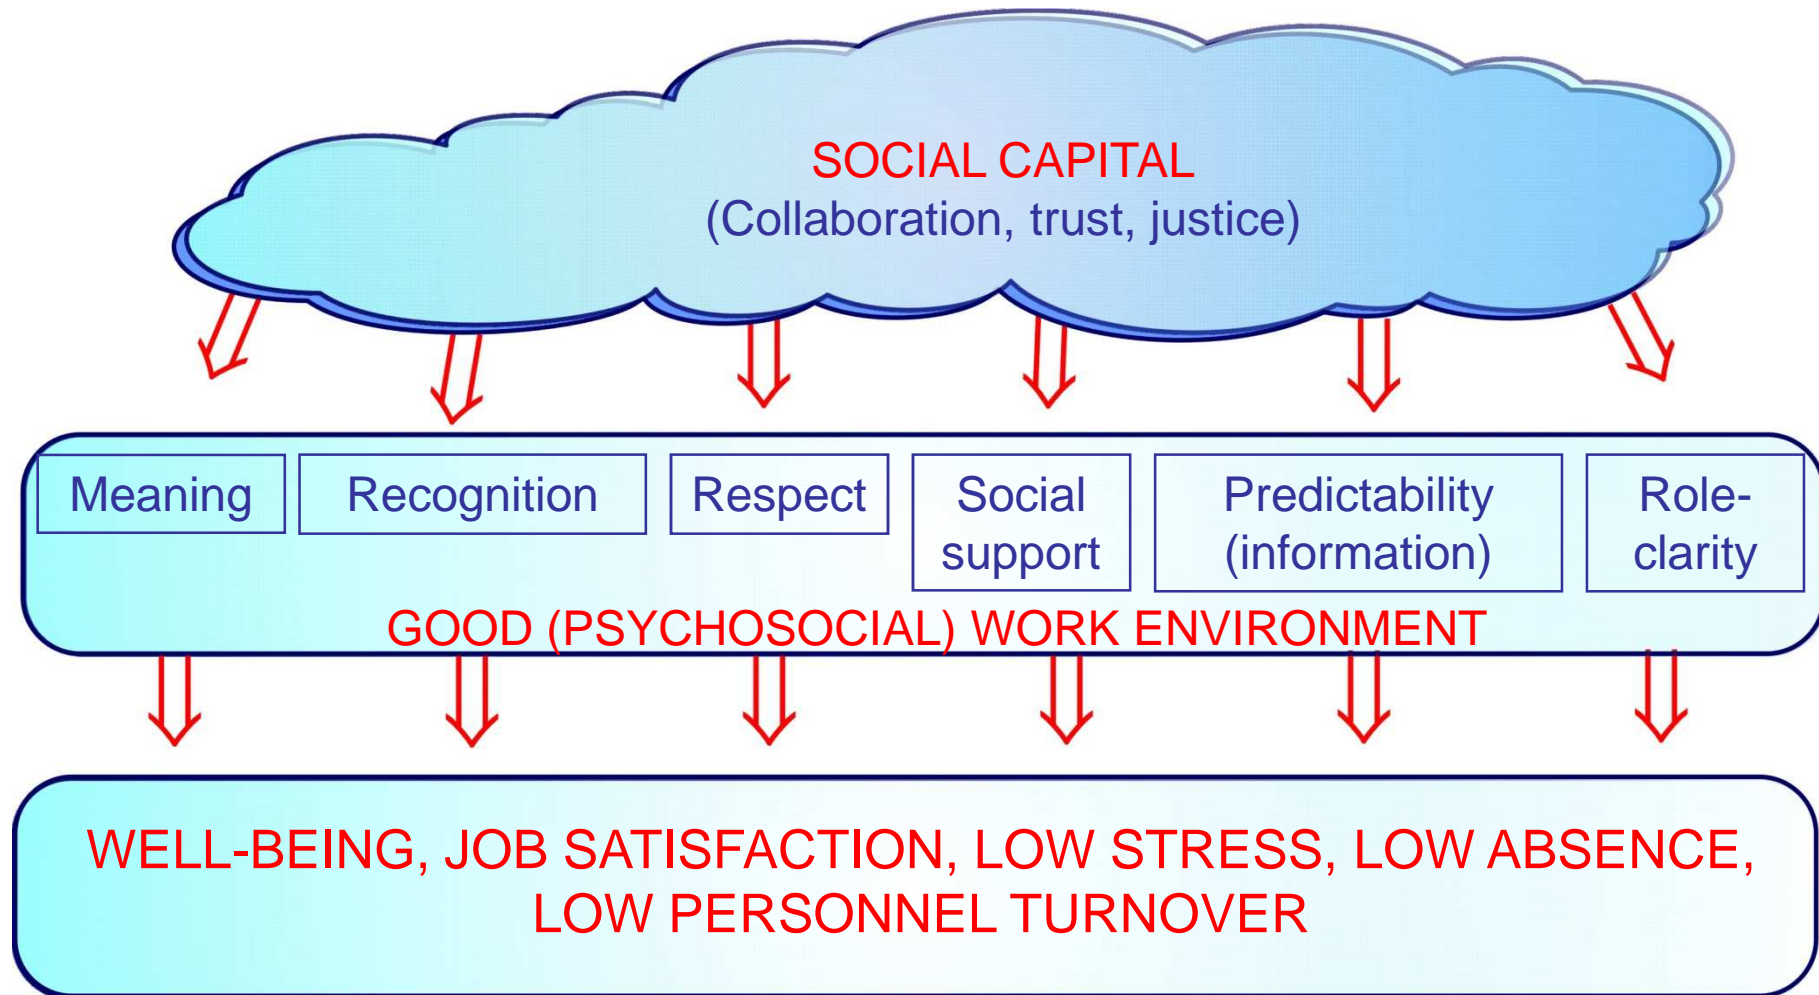 SOCIAL CAPITAL
(Collaboration, trust, justice)
Meaning
Recognition
Respect
Social
support
Predictability
(information)
Role-
clarity
GOOD (PSYCHOSOCIAL) WORK ENVIRONMENT
WELL-BEING, JOB SATISFACTION, LOW STRESS, LOW ABSENCE,
LOW PERSONNEL TURNOVER